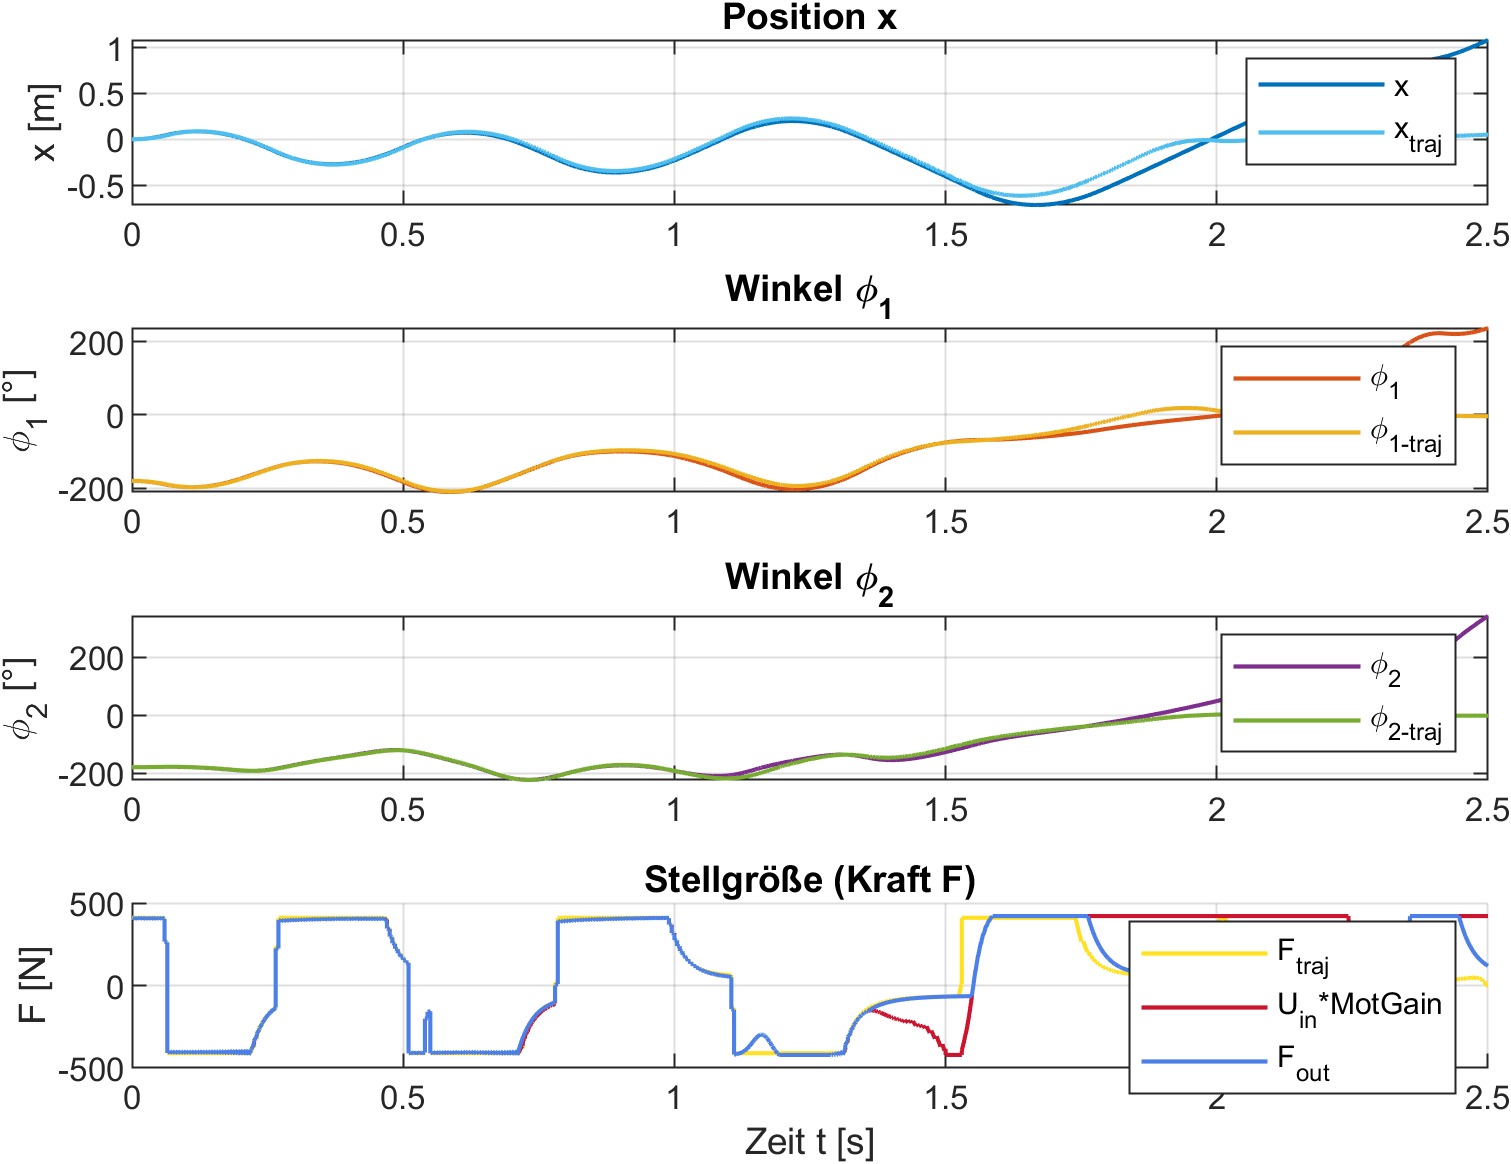 Position x
x [m]
1
0.5
0
-0.5
x
x_traj
0 0.5 1 1.5 2 2.5
Winkel ϕ_1
ϕ_1 [°]
200
0
-200
ϕ_1
ϕ_1-traj
0 0.5 1 1.5 2 2.5
Winkel ϕ_2
ϕ_2 [°]
200
0
-200
ϕ_2
ϕ_2-traj
0 0.5 1 1.5 2 2.5
Stellgröße (Kraft F)
F [N]
500
0
-500
F_traj
U_in*MotGain
F_out
0 0.5 1 1.5 2 2.5
Zeit t [s]